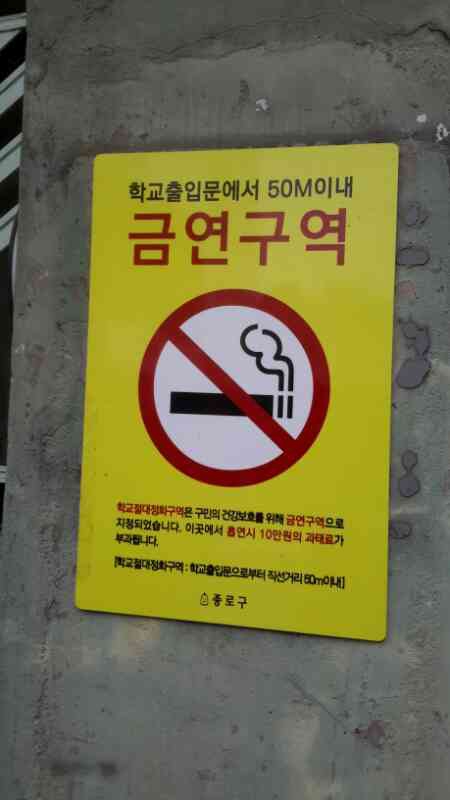 학교출입문에서 50M이내
금연구역
학교절대정화구역은 구민의 건강보호를 위해 금연구역으로
지정되었습니다. 이곳에서 흡연시 10만원의 과태료가
부과됩니다.
[학교절대정화구역 : 학교출입문으로부터 직선거리 50m이내]
종로구